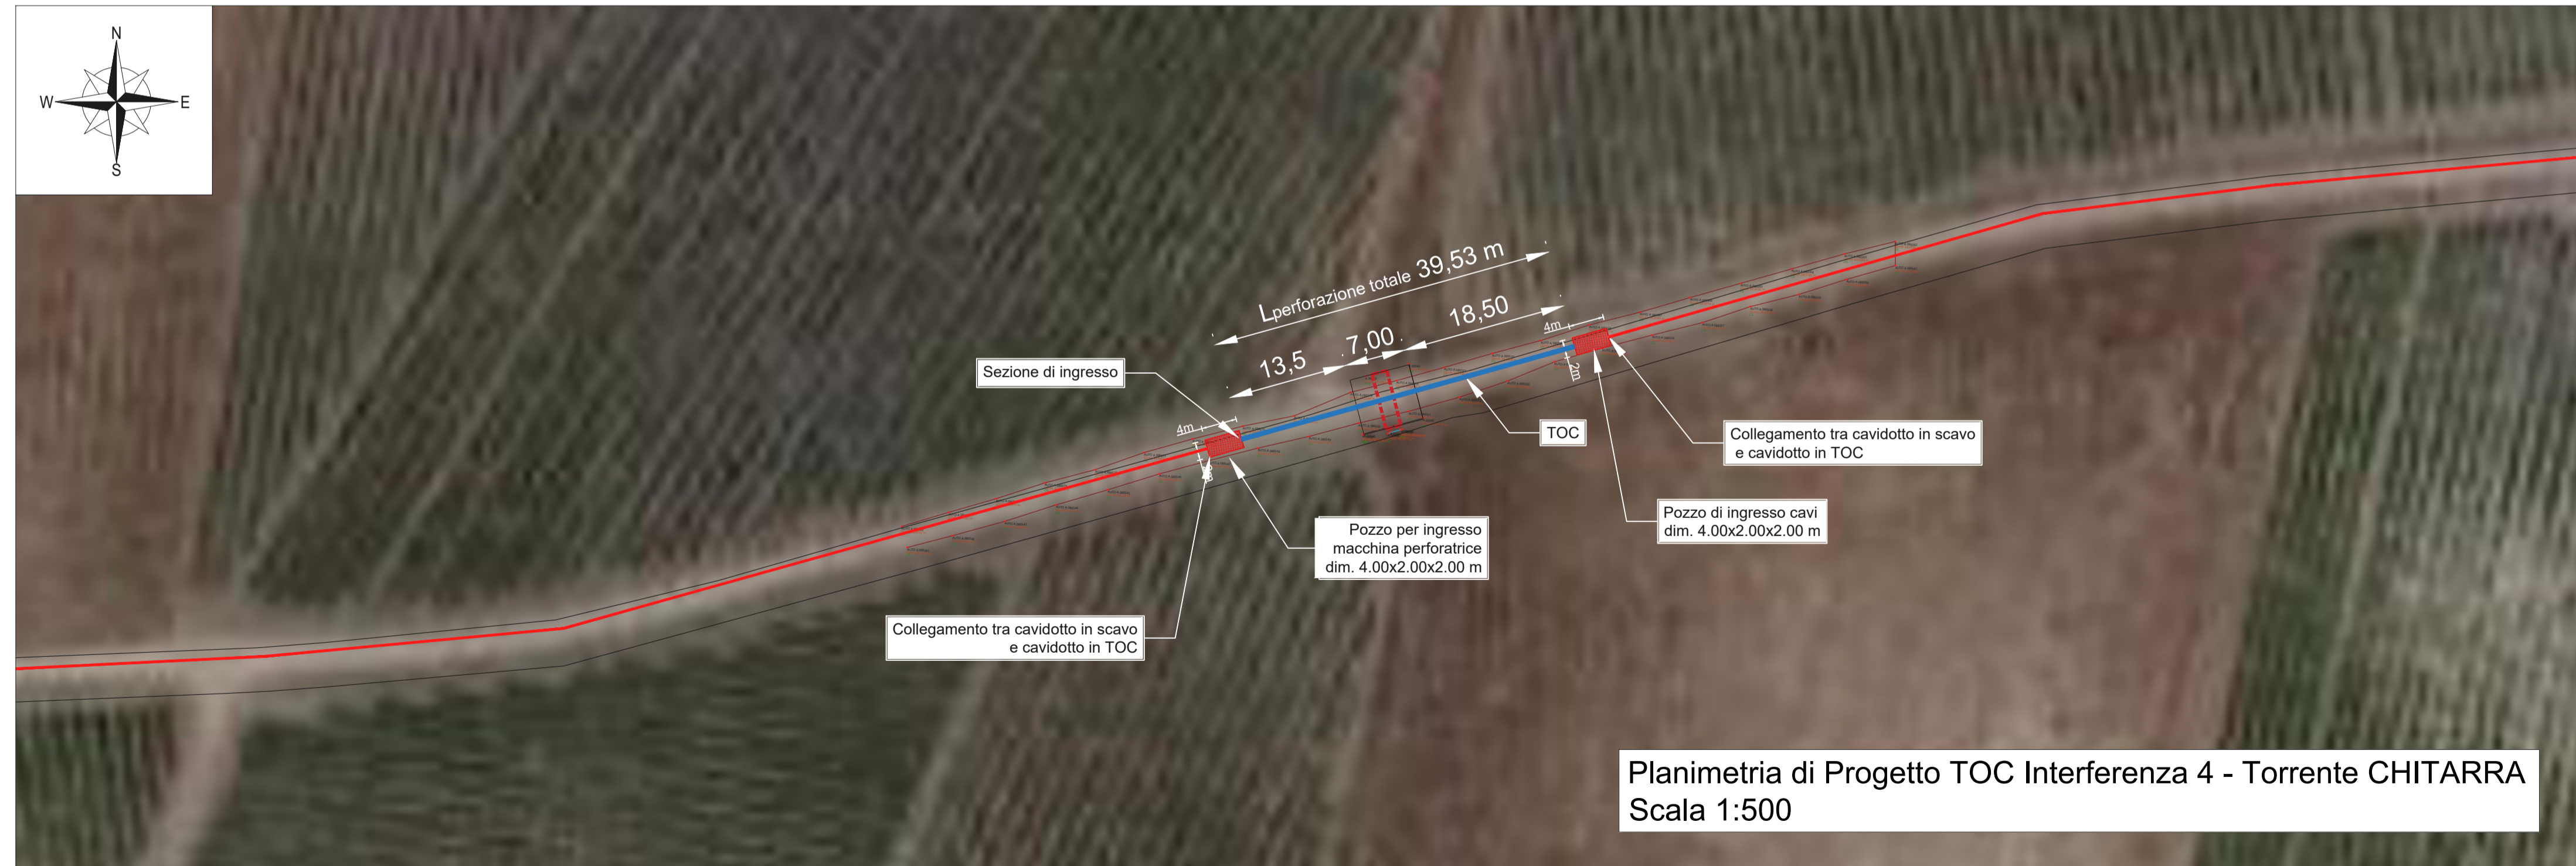 N
W
E
S
Lperforazione totale 39,53 m
13,5
7,00
18,50
4m
2m
4m
Sezione di ingresso
TOC
Collegamento tra cavidotto in scavo
e cavidotto in TOC
Pozzo di ingresso cavi
dim. 4.00x2.00x2.00 m
Pozzo per ingresso
macchina perforatrice
dim. 4.00x2.00x2.00 m
Collegamento tra cavidotto in scavo
e cavidotto in TOC
Planimetria di Progetto TOC Interferenza 4 - Torrente CHITARRA
Scala 1:500